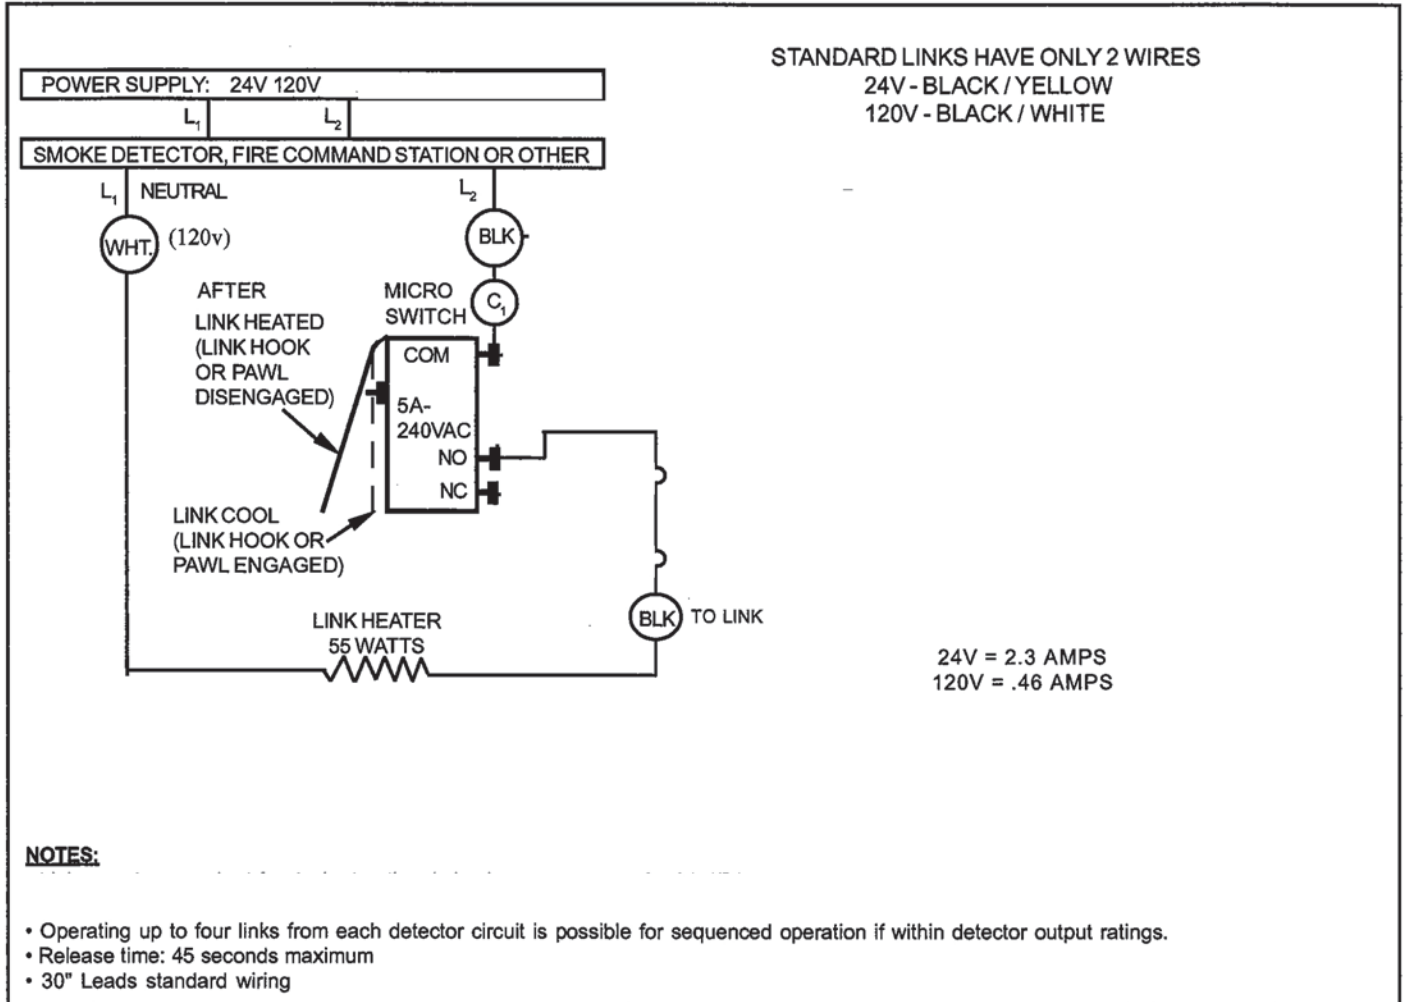 STANDARD LINKS HAVE ONLY 2 WIRES
24V - BLACK / YELLOW
120V - BLACK / WHITE
POWER SUPPLY: 24V 120V
L1 L2
SMOKE DETECTOR, FIRE COMMAND STATION OR OTHER
L1 NEUTRAL
L2
WHT. (120v)
BLK
C1
AFTER
LINK HEATED
(LINK HOOK
OR PAWL
DISENGAGED)
MICRO
SWITCH
COM
5A-
240VAC
NO
NC
LINK COOL
(LINK HOOK OR
PAWL ENGAGED)
LINK HEATER
55 WATTS
BLK TO LINK
24V = 2.3 AMPS
120V = .46 AMPS
NOTES:
• Operating up to four links from each detector circuit is possible for sequenced operation if within detector output ratings.
• Release time: 45 seconds maximum
• 30" Leads standard wiring